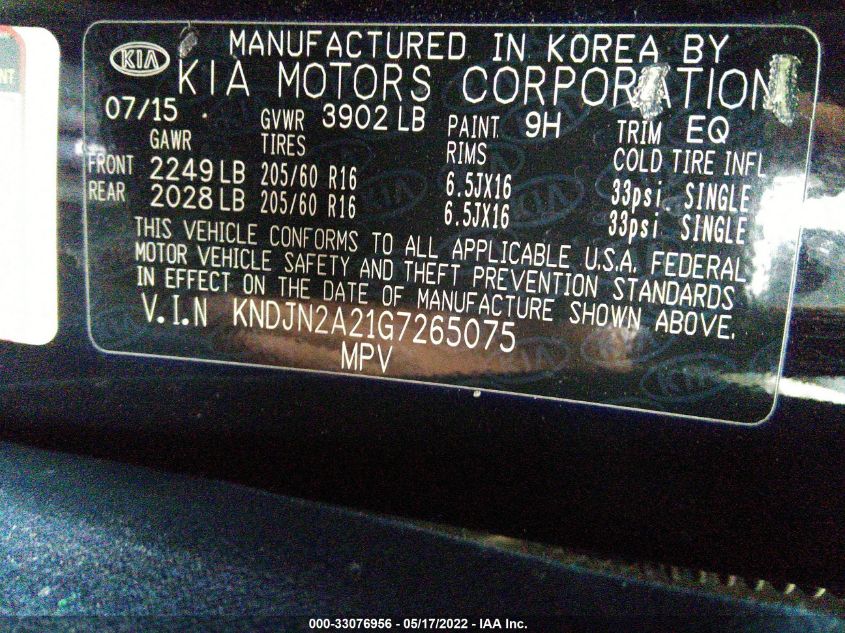 ENT
KIA
MANUFACTURED IN KOREA BY
KIA MOTORS CORPORATION
07/15 GVWR 3902 LB PAINT 9H TRIM EQ
GAWR TIRES RIMS COLD TIRE INFL
FRONT 2249 LB 205/60 R16 6.5JX16 33psi. SINGLE
REAR 2028 LB 205/60 R16 6.5JX16 33psi. SINGLE
THIS VEHICLE CONFORMS TO ALL APPLICABLE U.S.A. FEDERAL
MOTOR VEHICLE SAFETY AND THEFT PREVENTION STANDARDS
IN EFFECT ON THE DATE OF MANUFACTURE SHOWN ABOVE.
V.I.N KNDJN2A21G7265075
MPV
000-33076956 - 05/17/2022 - IAA Inc.